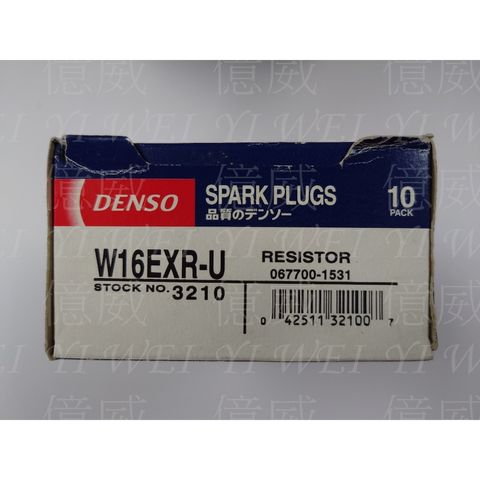 億威
YI WEI
DENSO
SPARK PLUGS
品質のデンソー
10
PACK
W16EXR-U
STOCK NO. 3210
RESISTOR
067700-1531
0 42511 32100 7